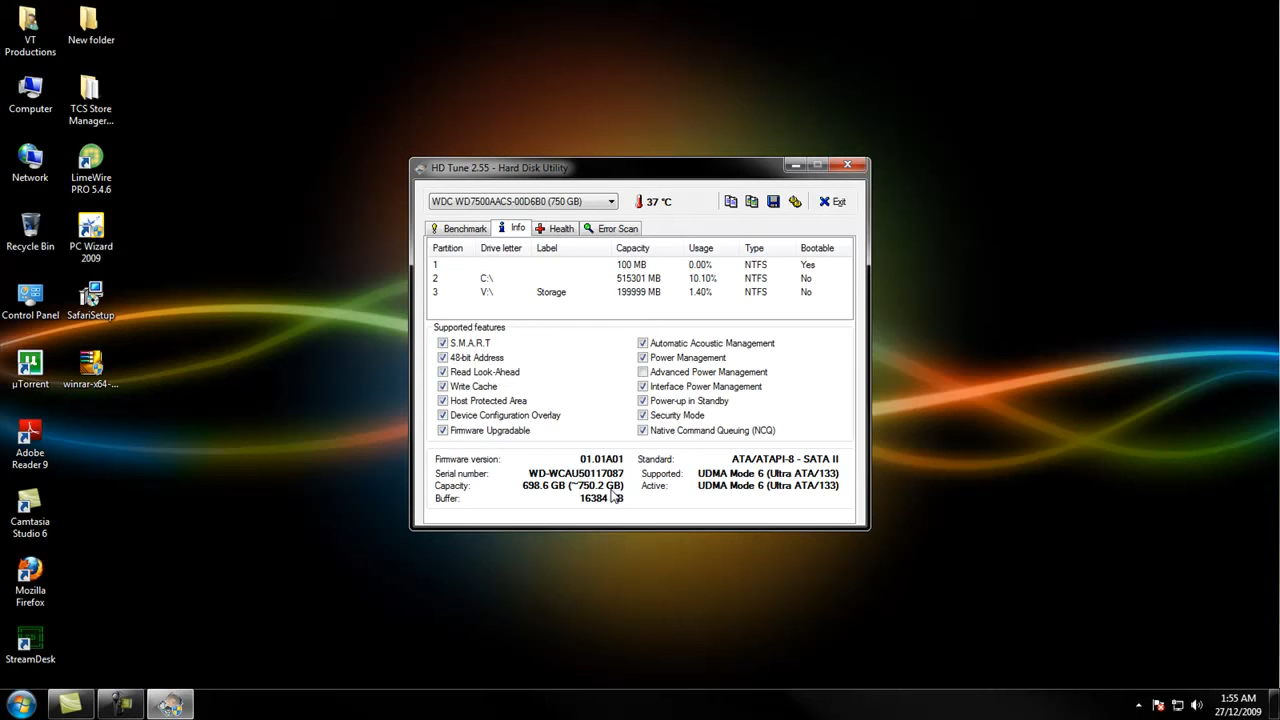 VT Productions
New folder
Computer
TCS Store Manager...
Network
LimeWire PRO 5.4.6
Recycle Bin
PC Wizard 2009
Control Panel
SafariSetup
µTorrent
winrar-x64-...
Adobe Reader 9
Camtasia Studio 6
Mozilla Firefox
StreamDesk
HD Tune 2.55 - Hard Disk Utility
WDC WD7500AACS-00D6B0 (750 GB)
37 °C
Exit
Benchmark Info Health Error Scan
Partition Drive letter Label Capacity Usage Type Bootable
1 100 MB 0.00% NTFS Yes
2 C:\ 515301 MB 10.10% NTFS No
3 V:\ Storage 199999 MB 1.40% NTFS No
Supported features
S.M.A.R.T Automatic Acoustic Management
48-bit Address Power Management
Read Look-Ahead Advanced Power Management
Write Cache Interface Power Management
Host Protected Area Power-up in Standby
Device Configuration Overlay Security Mode
Firmware Upgradable Native Command Queuing (NCQ)
Firmware version: 01.01A01 Standard: ATA/ATAPI-8 - SATA II
Serial number: WD-WCAU50117087 Supported: UDMA Mode 6 (Ultra ATA/133)
Capacity: 698.6 GB (~750.2 GB) Active: UDMA Mode 6 (Ultra ATA/133)
Buffer: 16384
1:55 AM
27/12/2009